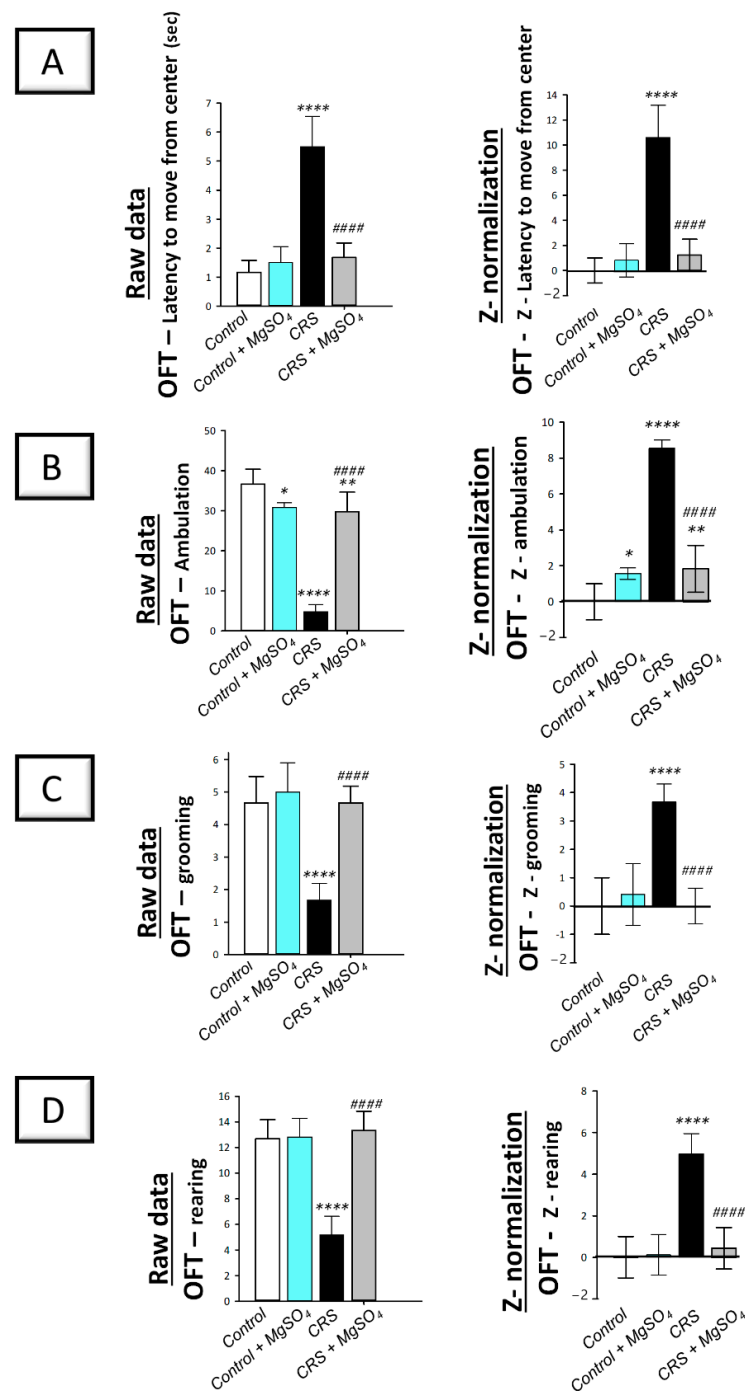 A
Raw data
OFT – Latency to move from center (sec)
7
6
5
4
3
2
1
0
****
####
Control
Control + MgSO4
CRS
CRS + MgSO4
Z- normalization
OFT - Z - Latency to move from center
14
12
10
8
6
4
2
0
−2
****
####
Control
Control + MgSO4
CRS
CRS + MgSO4
B
Raw data
OFT – Ambulation
50
40
30
20
10
0
*
****
####
**
Control
Control + MgSO4
CRS
CRS + MgSO4
Z- normalization
OFT - Z - ambulation
10
8
6
4
2
0
−2
*
****
####
**
Control
Control + MgSO4
CRS
CRS + MgSO4
C
Raw data
OFT – grooming
6
5
4
3
2
1
0
****
####
Control
Control + MgSO4
CRS
CRS + MgSO4
Z- normalization
OFT - Z - grooming
5
4
3
2
1
0
-1
−2
****
####
Control
Control + MgSO4
CRS
CRS + MgSO4
D
Raw data
OFT – rearing
16
14
12
10
8
6
4
2
0
****
####
Control
Control + MgSO4
CRS
CRS + MgSO4
Z- normalization
OFT - Z - rearing
8
6
4
2
0
−2
****
####
Control
Control + MgSO4
CRS
CRS + MgSO4